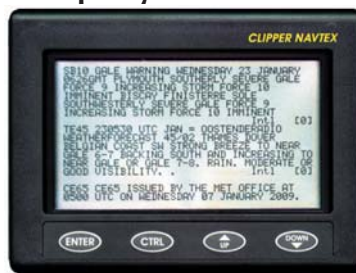 CLIPPER NAVTEX
SB10 GALE WARNING WEDNESDAY 23 JANUARY
0526GMT PLYMOUTH SOUTHERLY SEVERE GALE
FORCE 9 INCREASING STORM FORCE 10
IMMINENT BISCAY FINISTERRE SOLE
SOUTHWESTERLY SEVERE GALE FORCE 9
INCREASING STORM FORCE 10 IMMINENT
Intl [0]
TE45 230530 UTC JAN = OOSTENDERADIO
WEATHERFORECAST 45/02 THAMES DOVER
BELGIAN COAST SW STRONG BREEZE TO NEAR
GALE 6-7 BACKING SOUTH AND INCREASING TO
NEAR GALE OR GALE 7-8. RAIN. MODERATE OR
GOOD VISIBILITY. . Intl [0]
CE65 CE65 ISSUED BY THE MET OFFICE AT
0500 UTC ON WEDNESDAY 07 JANUARY 2009.
ENTER CTRL UP DOWN